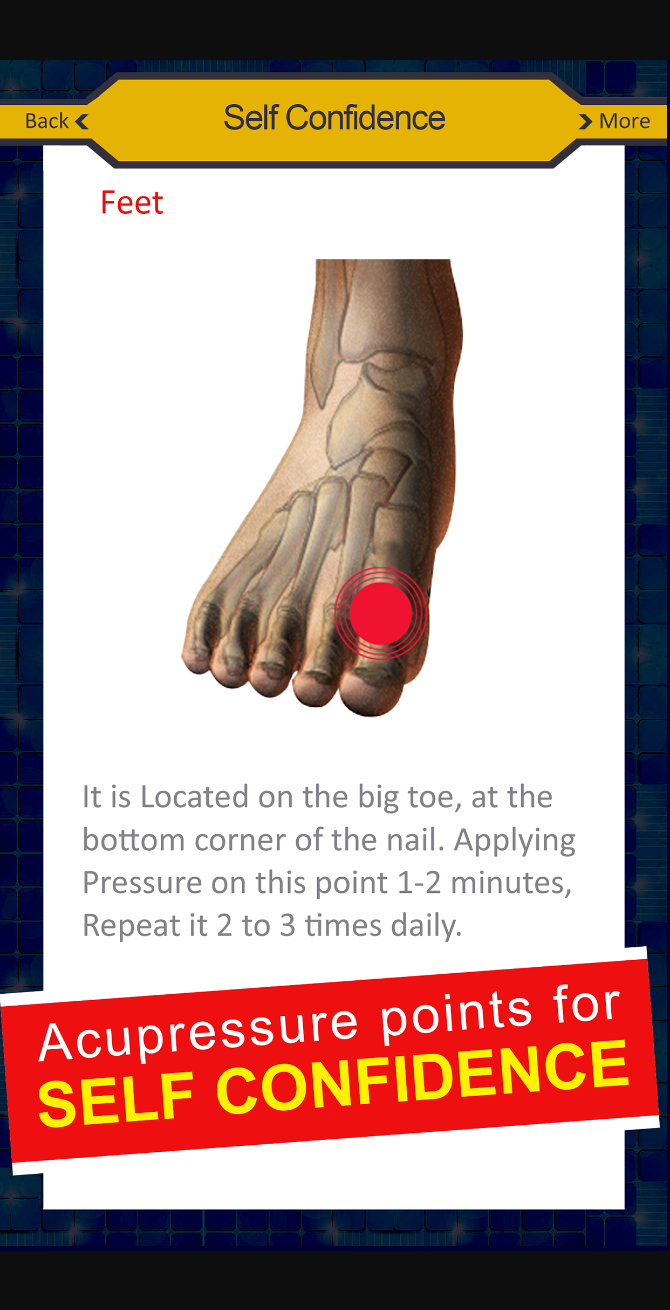 Back
Self Confidence
More
Feet
It is Located on the big toe, at the
bottom corner of the nail. Applying
Pressure on this point 1-2 minutes,
Repeat it 2 to 3 times daily.
Acupressure points for
SELF CONFIDENCE